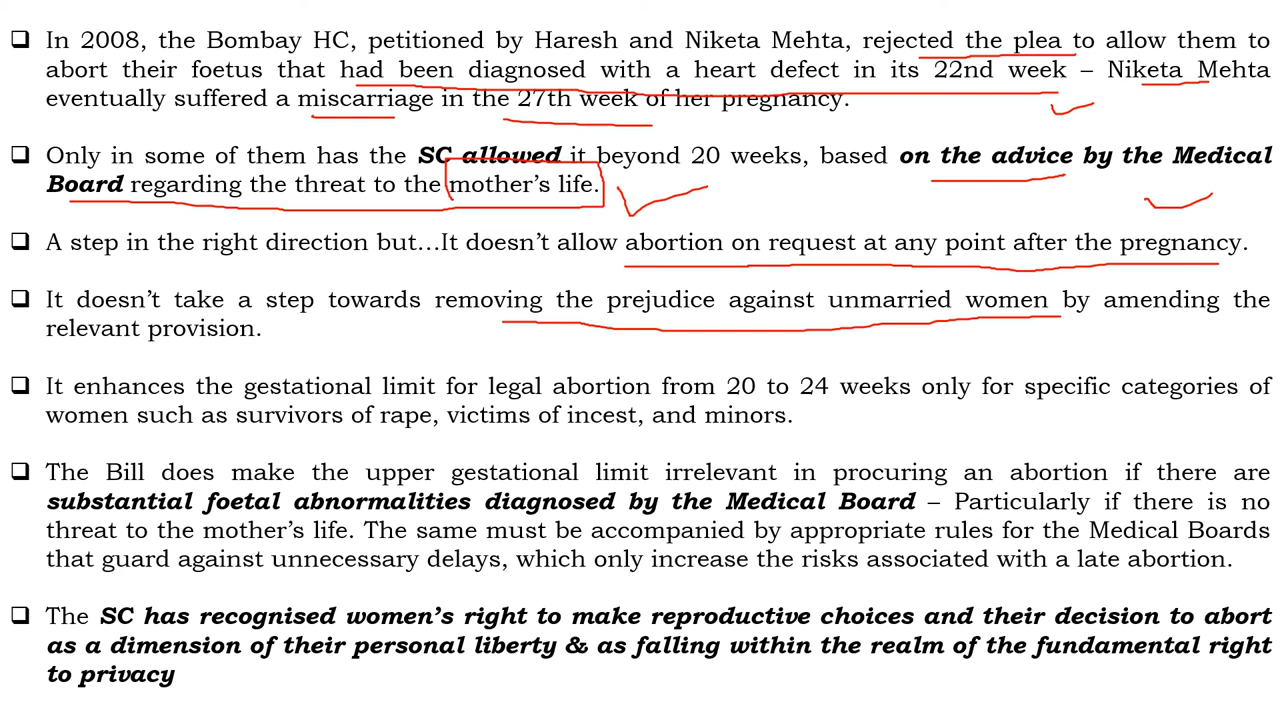 ❑ In 2008, the Bombay HC, petitioned by Haresh and Niketa Mehta, rejected the plea to allow them to
abort their foetus that had been diagnosed with a heart defect in its 22nd week – Niketa Mehta
eventually suffered a miscarriage in the 27th week of her pregnancy.
❑ Only in some of them has the SC allowed it beyond 20 weeks, based on the advice by the Medical
Board regarding the threat to the mother's life.
❑ A step in the right direction but…It doesn't allow abortion on request at any point after the pregnancy.
❑ It doesn't take a step towards removing the prejudice against unmarried women by amending the
relevant provision.
❑ It enhances the gestational limit for legal abortion from 20 to 24 weeks only for specific categories of
women such as survivors of rape, victims of incest, and minors.
❑ The Bill does make the upper gestational limit irrelevant in procuring an abortion if there are
substantial foetal abnormalities diagnosed by the Medical Board – Particularly if there is no
threat to the mother's life. The same must be accompanied by appropriate rules for the Medical Boards
that guard against unnecessary delays, which only increase the risks associated with a late abortion.
❑ The SC has recognised women's right to make reproductive choices and their decision to abort
as a dimension of their personal liberty & as falling within the realm of the fundamental right
to privacy